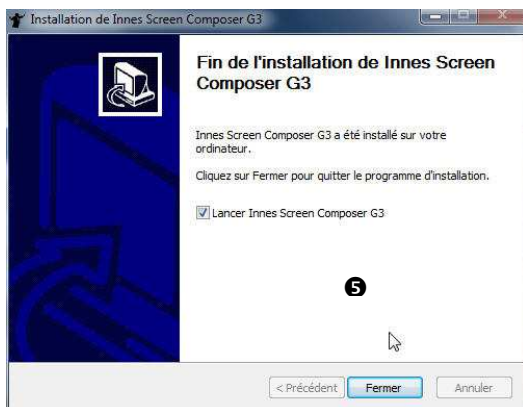 Installation de Innes Screen Composer G3
Fin de l'installation de Innes Screen
Composer G3
Innes Screen Composer G3 a été installé sur votre
ordinateur.
Cliquez sur Fermer pour quitter le programme d'installation.
Lancer Innes Screen Composer G3
❺
< Précédent
Fermer
Annuler